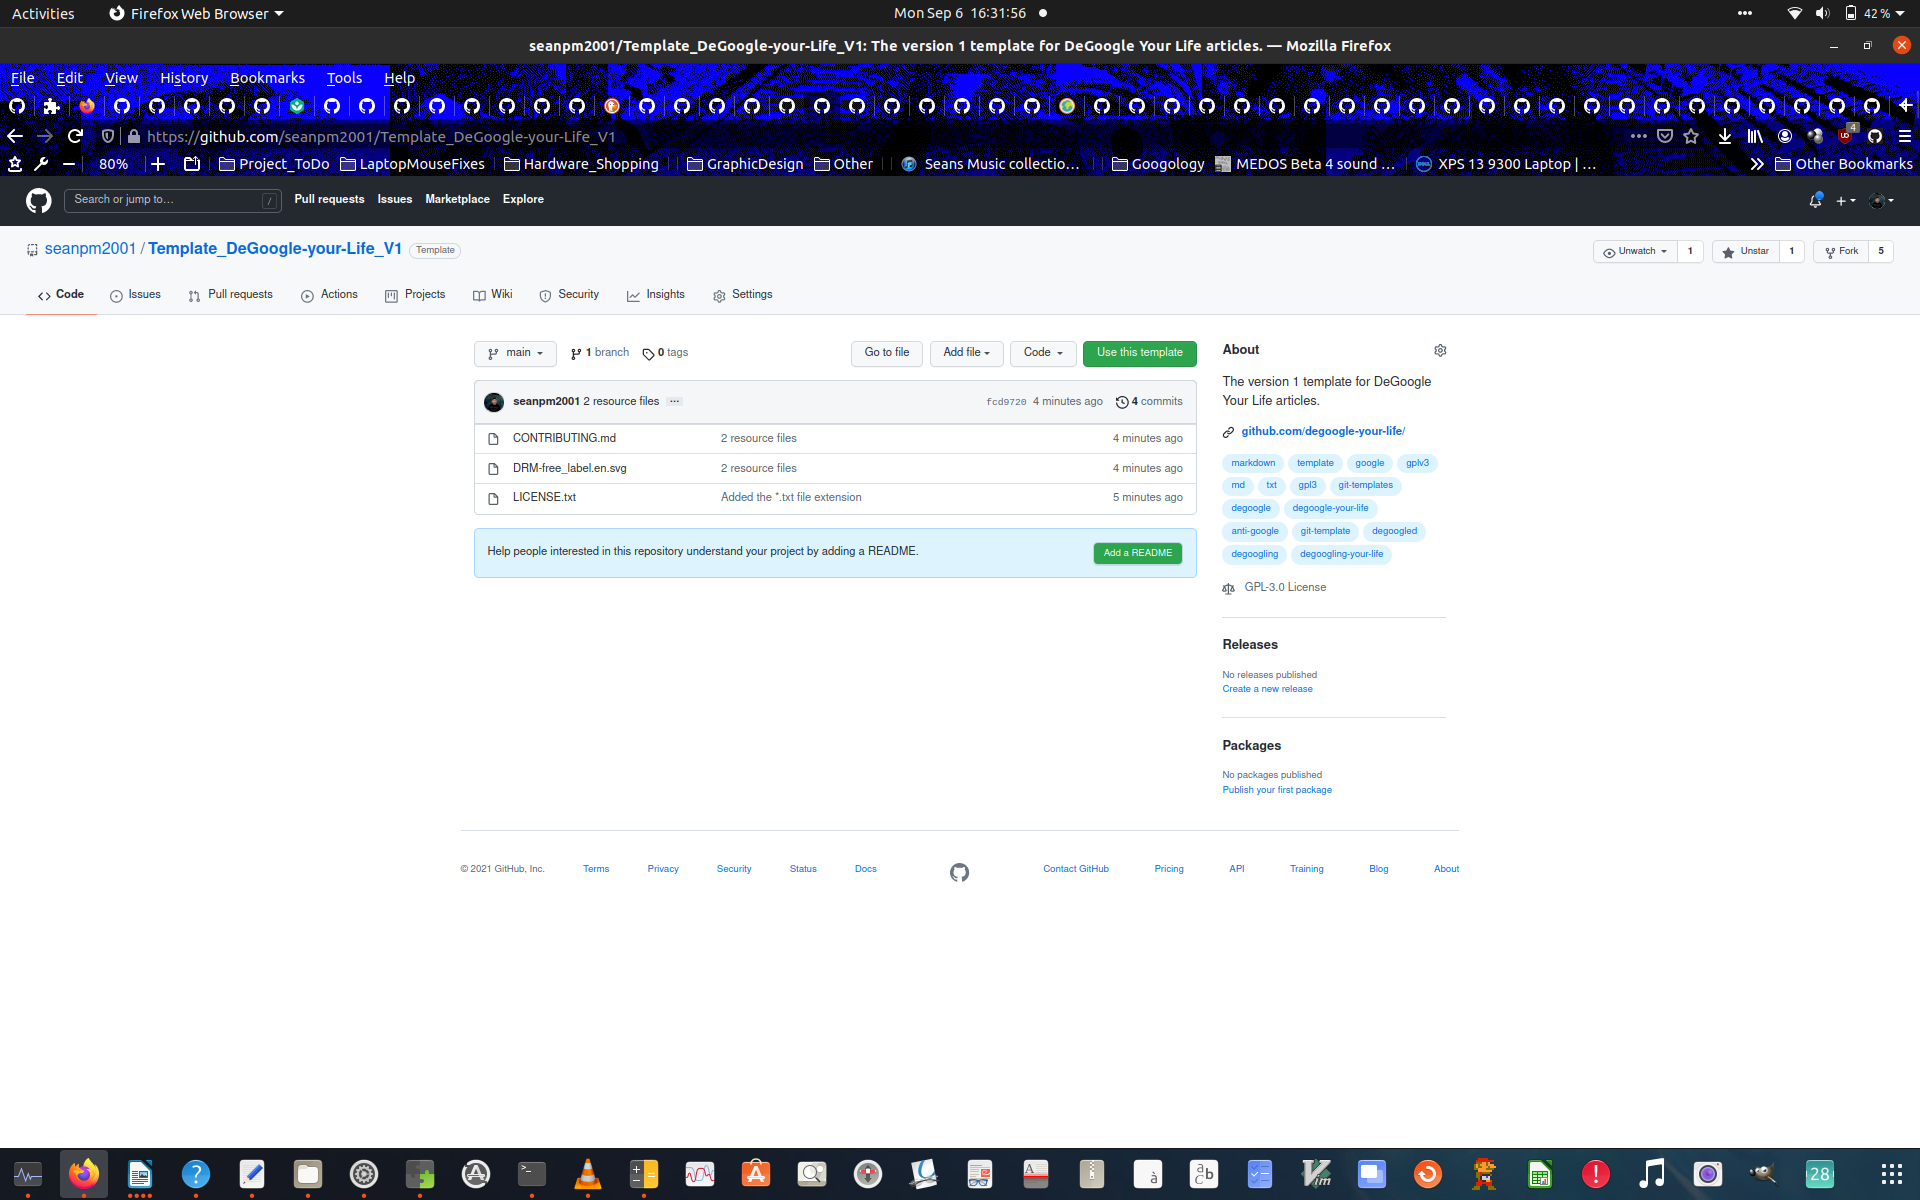 Activities Firefox Web Browser Mon Sep 6 16:31:56 42 %
seanpm2001/Template_DeGoogle-your-Life_V1: The version 1 template for DeGoogle Your Life articles. — Mozilla Firefox
File Edit View History Bookmarks Tools Help
https://github.com/seanpm2001/Template_DeGoogle-your-Life_V1 4
80% Project_ToDo LaptopMouseFixes Hardware_Shopping GraphicDesign Other Seans Music collectio… Googology MEDOS Beta 4 sound … XPS 13 9300 Laptop | … Other Bookmarks
Search or jump to… / Pull requests Issues Marketplace Explore
seanpm2001 / Template_DeGoogle-your-Life_V1 Template Unwatch 1 Unstar 1 Fork 5
Code Issues Pull requests Actions Projects Wiki Security Insights Settings
main 1 branch 0 tags Go to file Add file Code Use this template
seanpm2001 2 resource files … fcd9720 4 minutes ago 4 commits
CONTRIBUTING.md 2 resource files 4 minutes ago
DRM-free_label.en.svg 2 resource files 4 minutes ago
LICENSE.txt Added the *.txt file extension 5 minutes ago
Help people interested in this repository understand your project by adding a README. Add a README
About
The version 1 template for DeGoogle
Your Life articles.
github.com/degoogle-your-life/
markdown template google gplv3
md txt gpl3 git-templates
degoogle degoogle-your-life
anti-google git-template degoogled
degoogling degoogling-your-life
GPL-3.0 License
Releases
No releases published
Create a new release
Packages
No packages published
Publish your first package
© 2021 GitHub, Inc. Terms Privacy Security Status Docs Contact GitHub Pricing API Training Blog About
28